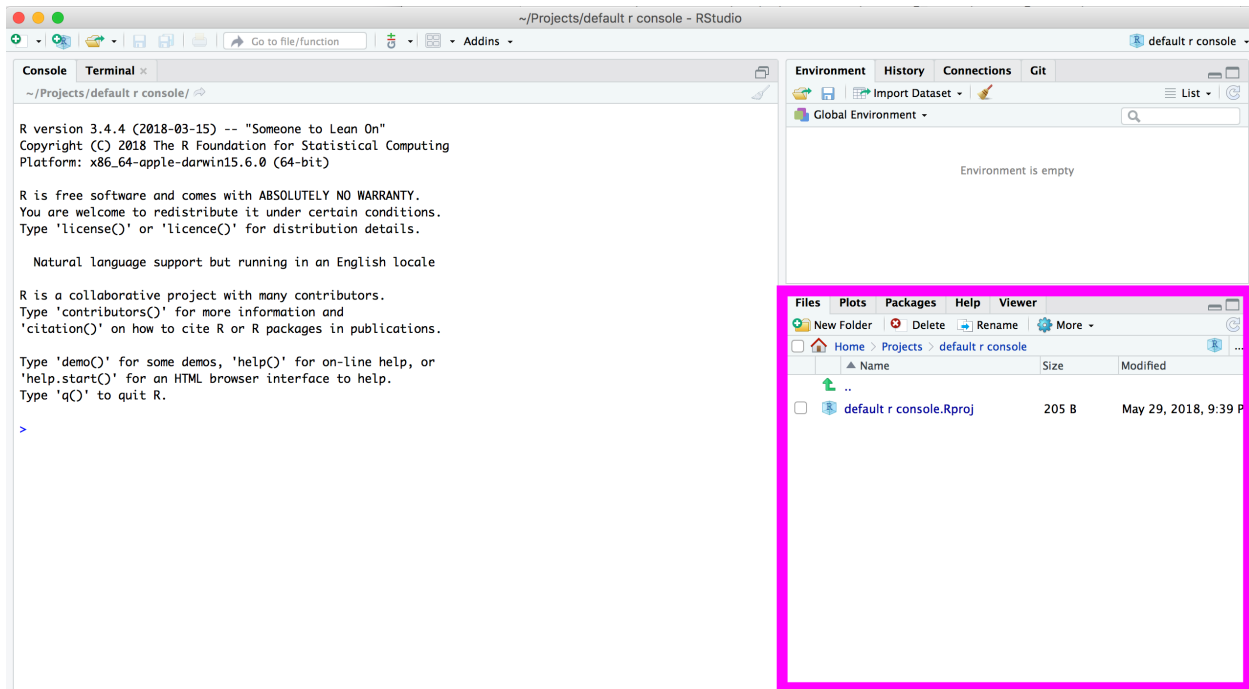 ~/Projects/default r console - RStudio
Go to file/function
Addins
default r console
Console Terminal
~/Projects/default r console/
R version 3.4.4 (2018-03-15) -- "Someone to Lean On"
Copyright (C) 2018 The R Foundation for Statistical Computing
Platform: x86_64-apple-darwin15.6.0 (64-bit)
R is free software and comes with ABSOLUTELY NO WARRANTY.
You are welcome to redistribute it under certain conditions.
Type 'license()' or 'licence()' for distribution details.
Natural language support but running in an English locale
R is a collaborative project with many contributors.
Type 'contributors()' for more information and
'citation()' on how to cite R or R packages in publications.
Type 'demo()' for some demos, 'help()' for on-line help, or
'help.start()' for an HTML browser interface to help.
Type 'q()' to quit R.
>
Environment History Connections Git
Import Dataset List
Global Environment
Environment is empty
Files Plots Packages Help Viewer
New Folder Delete Rename More
Home > Projects > default r console ...
Name Size Modified
..
default r console.Rproj 205 B May 29, 2018, 9:39 P